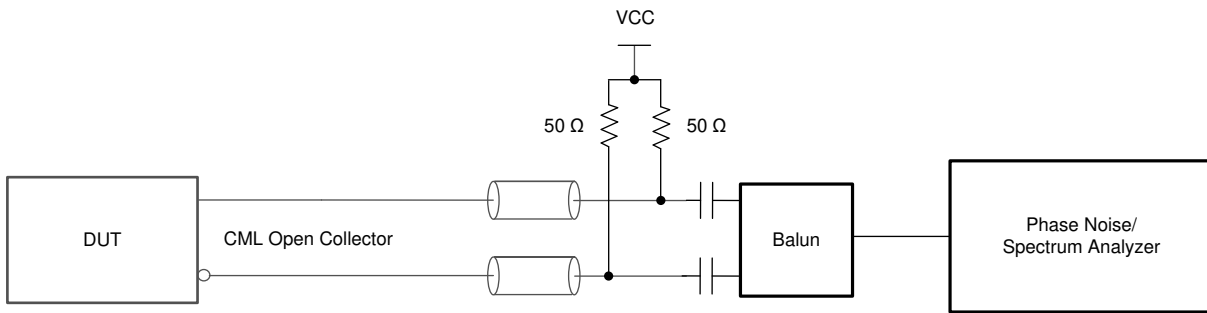 VCC
50 Ω
50 Ω
DUT
CML Open Collector
Balun
Phase Noise/
Spectrum Analyzer